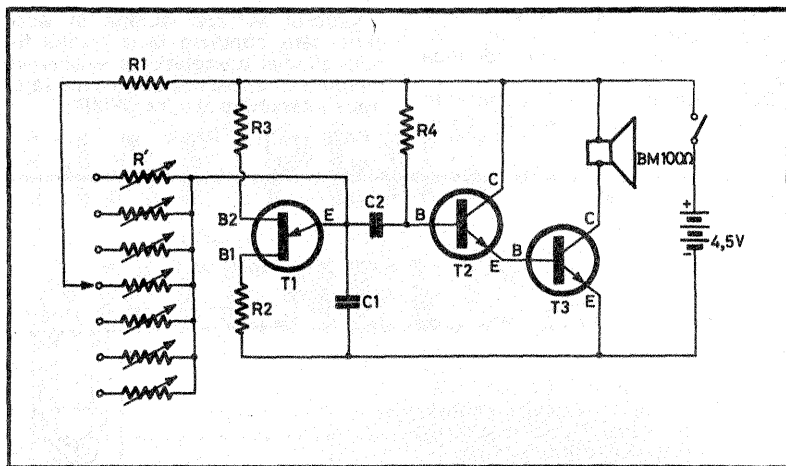 R1
R3
R4
BM100Ω
R'
C2
C
B2
E
B
+
B1
4,5V
T1
C
-
T2
E
B
R2
C1
T3
E